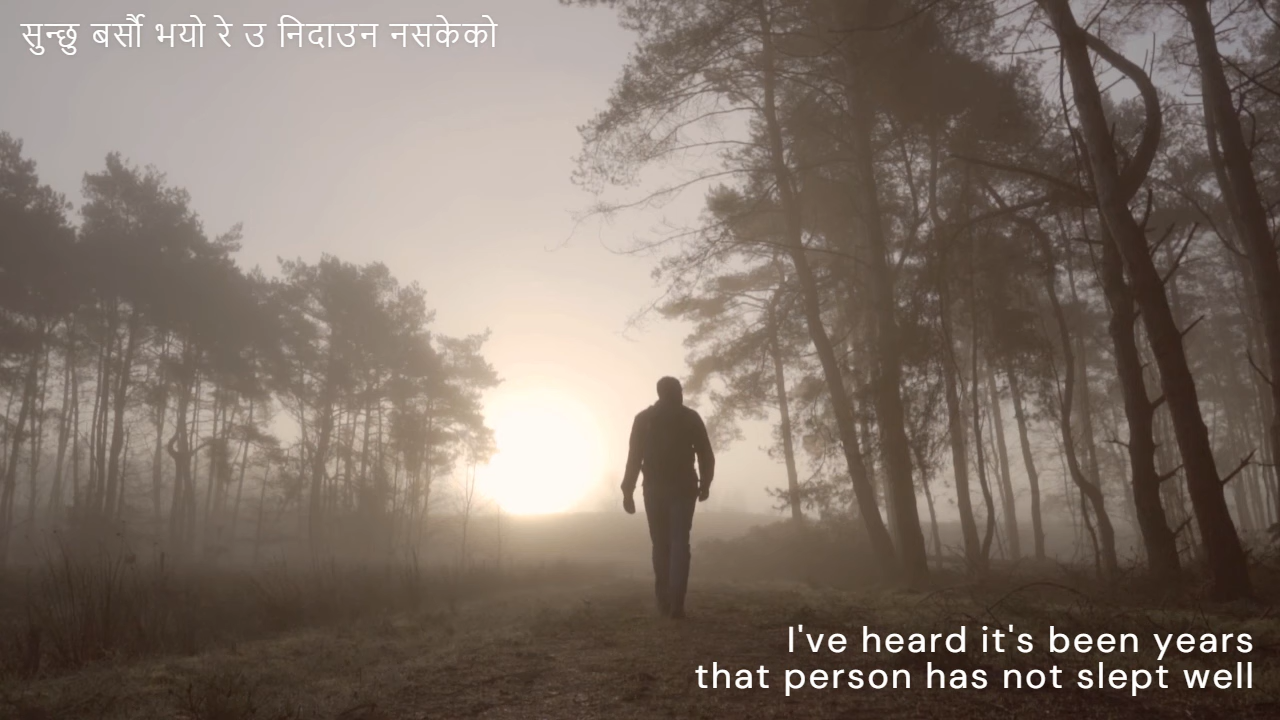 सुन्छु बर्सौ भयो रे उ निदाउन नसकेको
I've heard it's been years
that person has not slept well